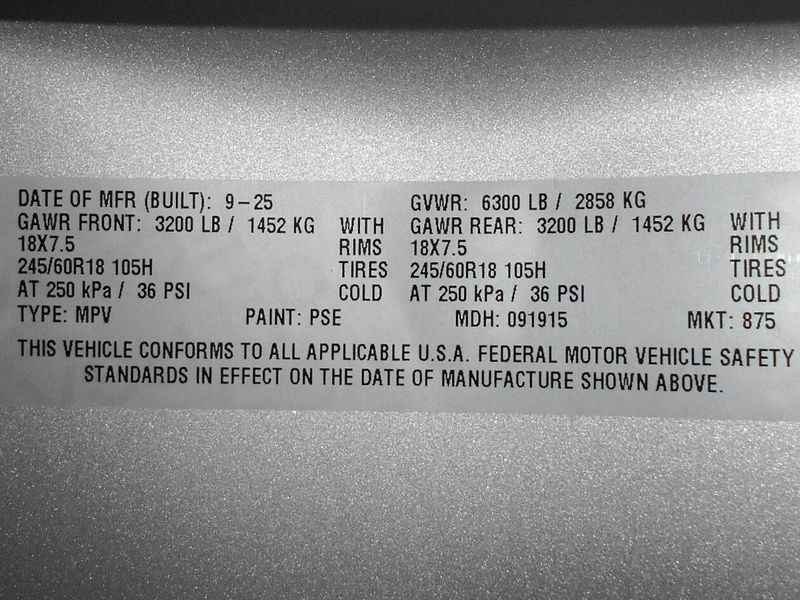 DATE OF MFR (BUILT): 9-25 GVWR: 6300 LB / 2858 KG
GAWR FRONT: 3200 LB / 1452 KG WITH GAWR REAR: 3200 LB / 1452 KG WITH
18X7.5 RIMS 18X7.5 RIMS
245/60R18 105H TIRES 245/60R18 105H TIRES
AT 250 kPa / 36 PSI COLD AT 250 kPa / 36 PSI COLD
TYPE: MPV PAINT: PSE MDH: 091915 MKT: 875
THIS VEHICLE CONFORMS TO ALL APPLICABLE U.S.A. FEDERAL MOTOR VEHICLE SAFETY
STANDARDS IN EFFECT ON THE DATE OF MANUFACTURE SHOWN ABOVE.